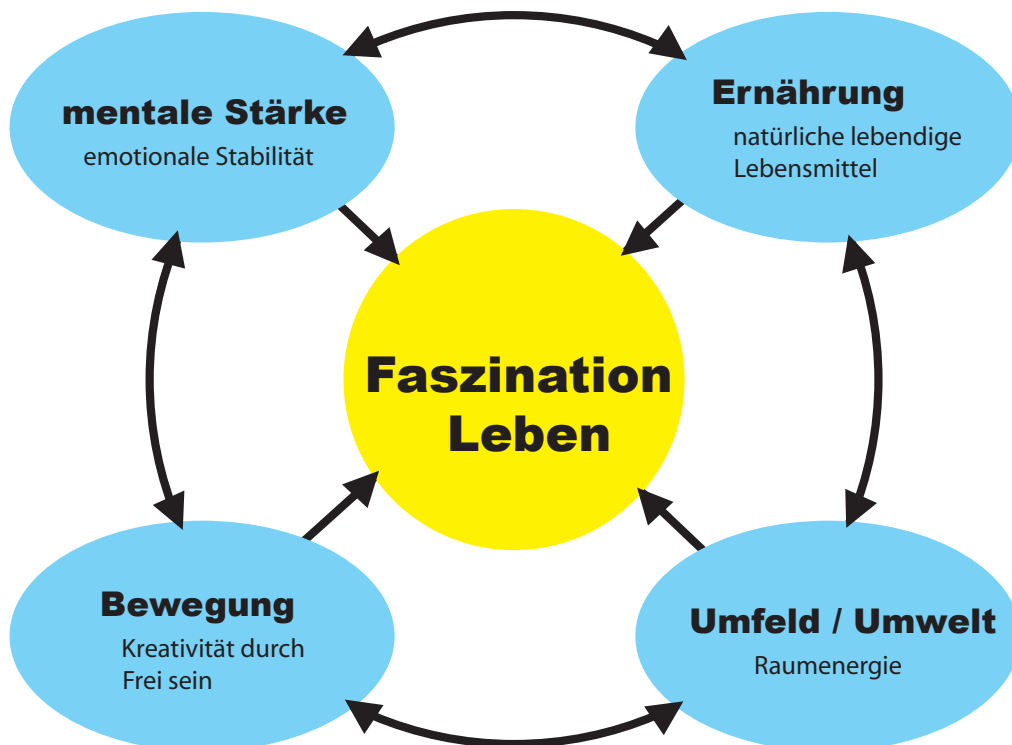 mentale Stärke
emotionale Stabilität
Ernährung
natürliche lebendige
Lebensmittel
Faszination
Leben
Bewegung
Kreativität durch
Frei sein
Umfeld / Umwelt
Raumenergie